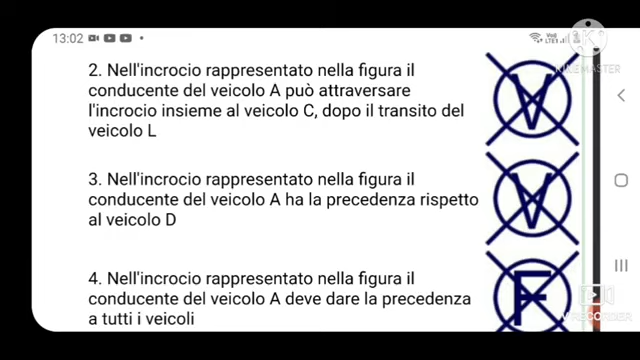 13:02
2. Nell'incrocio rappresentato nella figura il
conducente del veicolo A può attraversare
l'incrocio insieme al veicolo C, dopo il transito del
veicolo L
V
3. Nell'incrocio rappresentato nella figura il
conducente del veicolo A ha la precedenza rispetto
al veicolo D
V
4. Nell'incrocio rappresentato nella figura il
conducente del veicolo A deve dare la precedenza
a tutti i veicoli
F
KINEMASTER